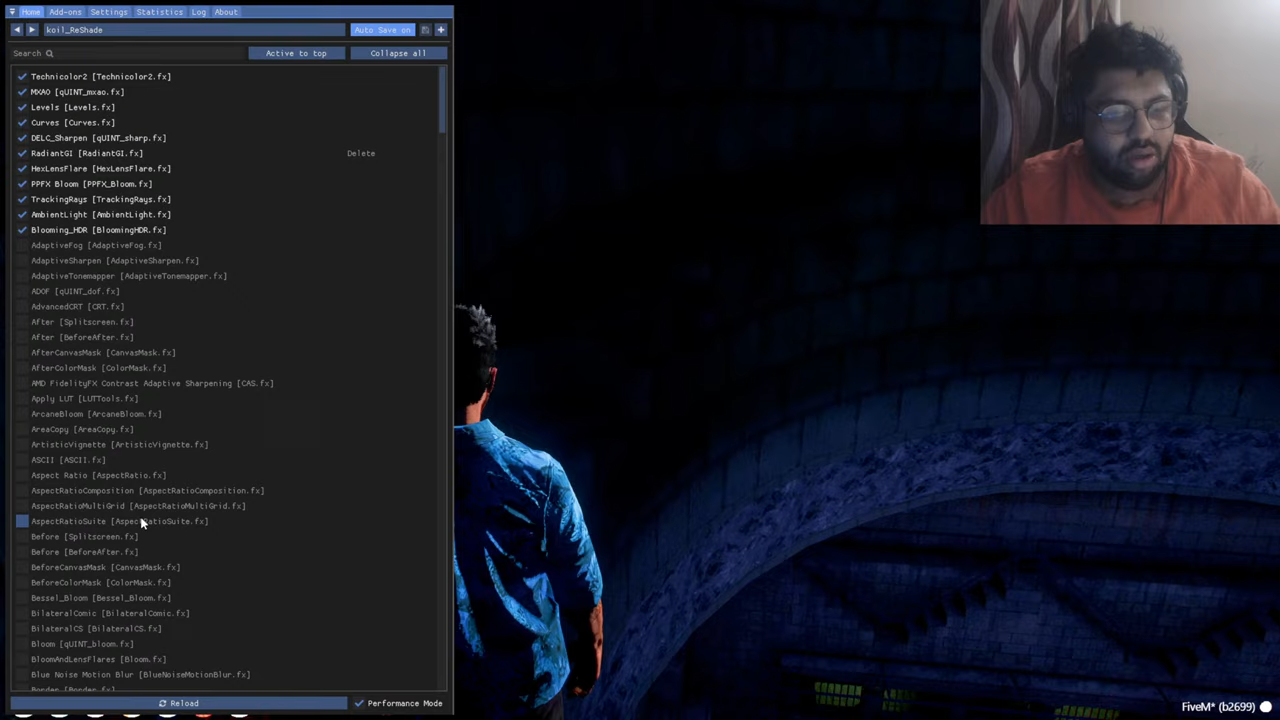 Home Add-ons Settings Statistics Log About
koil_ReShade Auto Save on
Search Active to top Collapse all
Technicolor2 [Technicolor2.fx]
MXAO [qUINT_mxao.fx]
Levels [Levels.fx]
Curves [Curves.fx]
DELC_Sharpen [qUINT_sharp.fx]
RadiantGI [RadiantGI.fx] Delete
HexLensFlare [HexLensFlare.fx]
PPFX Bloom [PPFX_Bloom.fx]
TrackingRays [TrackingRays.fx]
AmbientLight [AmbientLight.fx]
Blooming_HDR [BloomingHDR.fx]
AdaptiveFog [AdaptiveFog.fx]
AdaptiveSharpen [AdaptiveSharpen.fx]
AdaptiveTonemapper [AdaptiveTonemapper.fx]
ADOF [qUINT_dof.fx]
AdvancedCRT [CRT.fx]
After [Splitscreen.fx]
After [BeforeAfter.fx]
AfterCanvasMask [CanvasMask.fx]
AfterColorMask [ColorMask.fx]
AMD FidelityFX Contrast Adaptive Sharpening [CAS.fx]
Apply LUT [LUTTools.fx]
ArcaneBloom [ArcaneBloom.fx]
AreaCopy [AreaCopy.fx]
ArtisticVignette [ArtisticVignette.fx]
ASCII [ASCII.fx]
Aspect Ratio [AspectRatio.fx]
AspectRatioComposition [AspectRatioComposition.fx]
AspectRatioMultiGrid [AspectRatioMultiGrid.fx]
AspectRatioSuite [AspectRatioSuite.fx]
Before [Splitscreen.fx]
Before [BeforeAfter.fx]
BeforeCanvasMask [CanvasMask.fx]
BeforeColorMask [ColorMask.fx]
Bessel_Bloom [Bessel_Bloom.fx]
BilateralComic [BilateralComic.fx]
BilateralCS [BilateralCS.fx]
Bloom [qUINT_bloom.fx]
BloomAndLensFlares [Bloom.fx]
Blue Noise Motion Blur [BlueNoiseMotionBlur.fx]
Border [Border.fx]
Reload Performance Mode
FiveM* (b2699)